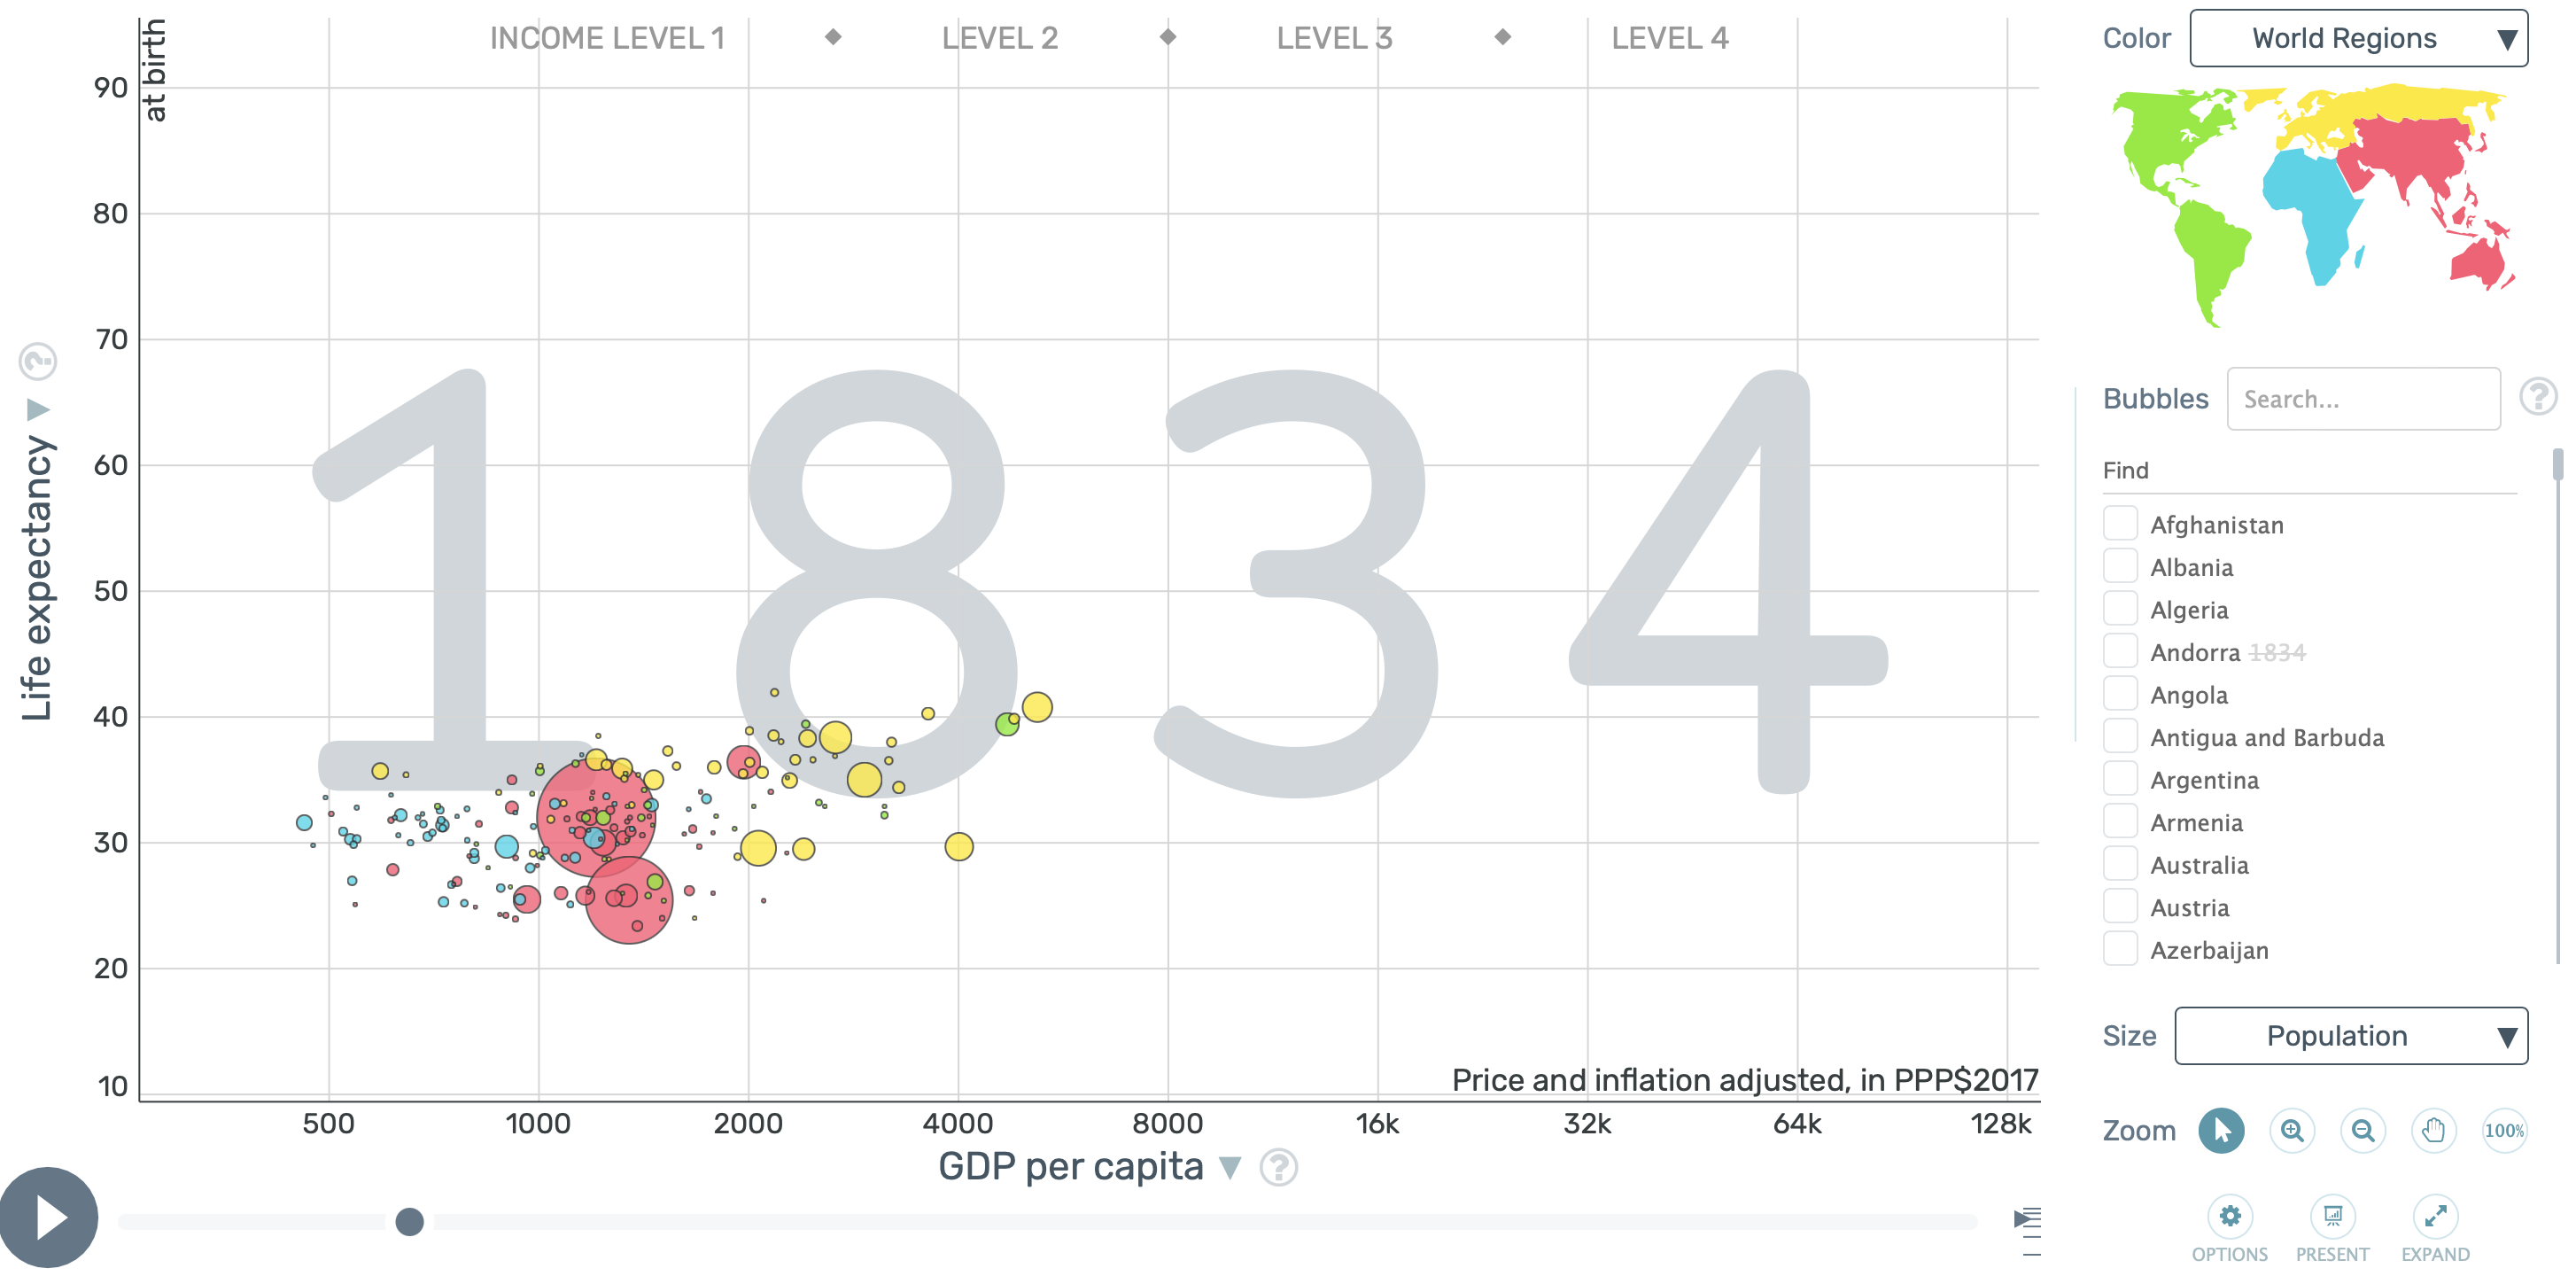 INCOME LEVEL 1 ◆ LEVEL 2 ◆ LEVEL 3 ◆ LEVEL 4
at birth
Life expectancy ▼ ?
90
80
70
60
50
40
30
20
10
1834
Price and inflation adjusted, in PPP$2017
500 1000 2000 4000 8000 16k 32k 64k 128k
GDP per capita ▼ ?
Color World Regions ▼
Bubbles Search... ?
Find
Afghanistan
Albania
Algeria
Andorra 1834
Angola
Antigua and Barbuda
Argentina
Armenia
Australia
Austria
Azerbaijan
Size Population ▼
Zoom 100%
OPTIONS PRESENT EXPAND